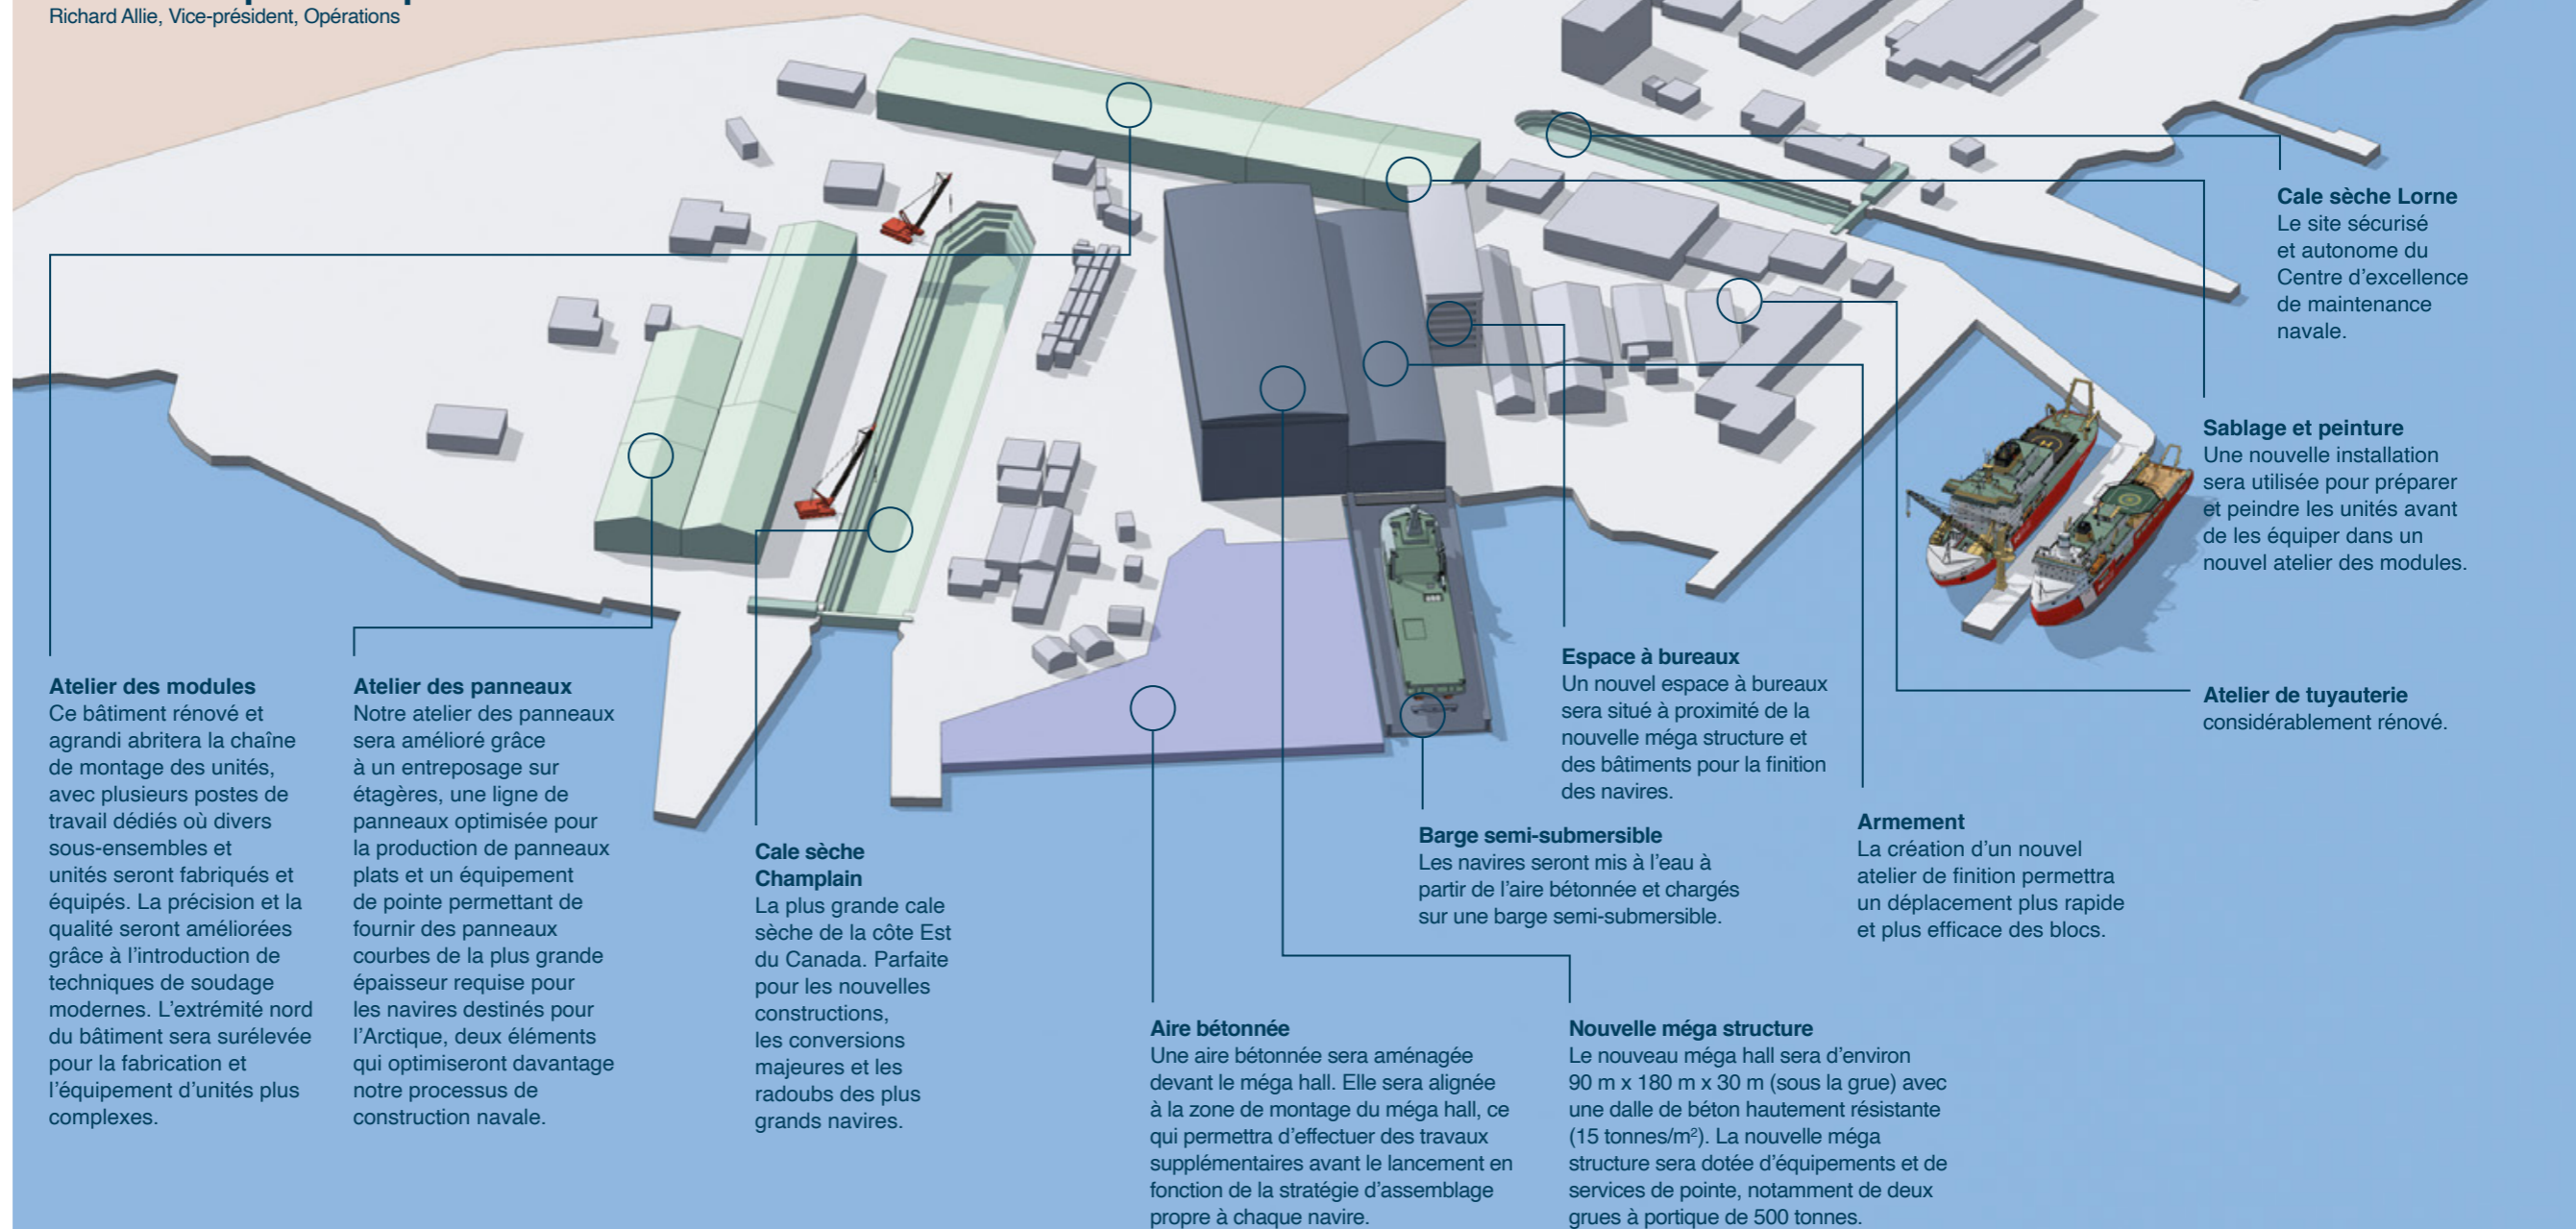 Richard Allie, Vice-président, Opérations
Cale sèche Lorne
Le site sécurisé
et autonome du
Centre d'excellence
de maintenance
navale.
Sablage et peinture
Une nouvelle installation
sera utilisée pour préparer
et peindre les unités avant
de les équiper dans un
nouvel atelier des modules.
Atelier de tuyauterie
considérablement rénové.
Atelier des modules
Ce bâtiment rénové et
agrandi abritera la chaîne
de montage des unités,
avec plusieurs postes de
travail dédiés où divers
sous-ensembles et
unités seront fabriqués et
équipés. La précision et la
qualité seront améliorées
grâce à l'introduction de
techniques de soudage
modernes. L'extrémité nord
du bâtiment sera surélevée
pour la fabrication et
l'équipement d'unités plus
complexes.
Atelier des panneaux
Notre atelier des panneaux
sera amélioré grâce
à un entreposage sur
étagères, une ligne de
panneaux optimisée pour
la production de panneaux
plats et un équipement
de pointe permettant de
fournir des panneaux
courbes de la plus grande
épaisseur requise pour
les navires destinés pour
l'Arctique, deux éléments
qui optimiseront davantage
notre processus de
construction navale.
Cale sèche
Champlain
La plus grande cale
sèche de la côte Est
du Canada. Parfaite
pour les nouvelles
constructions,
les conversions
majeures et les
radoubs des plus
grands navires.
Aire bétonnée
Une aire bétonnée sera aménagée
devant le méga hall. Elle sera alignée
à la zone de montage du méga hall, ce
qui permettra d'effectuer des travaux
supplémentaires avant le lancement en
fonction de la stratégie d'assemblage
propre à chaque navire.
Barge semi-submersible
Les navires seront mis à l'eau à
partir de l'aire bétonnée et chargés
sur une barge semi-submersible.
Espace à bureaux
Un nouvel espace à bureaux
sera situé à proximité de la
nouvelle méga structure et
des bâtiments pour la finition
des navires.
Armement
La création d'un nouvel
atelier de finition permettra
un déplacement plus rapide
et plus efficace des blocs.
Nouvelle méga structure
Le nouveau méga hall sera d'environ
90 m x 180 m x 30 m (sous la grue) avec
une dalle de béton hautement résistante
(15 tonnes/m²). La nouvelle méga
structure sera dotée d'équipements et de
services de pointe, notamment de deux
grues à portique de 500 tonnes.